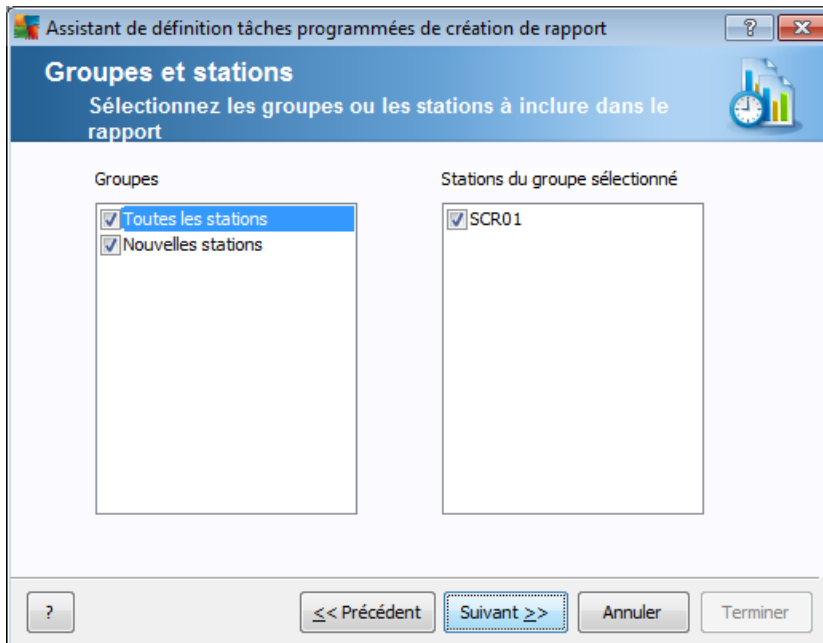 Assistant de définition tâches programmées de création de rapport
?
Groupes et stations
Sélectionnez les groupes ou les stations à inclure dans le
rapport
Groupes
Stations du groupe sélectionné
Toutes les stations
Nouvelles stations
SCR01
?
<< Précédent
Suivant >>
Annuler
Terminer